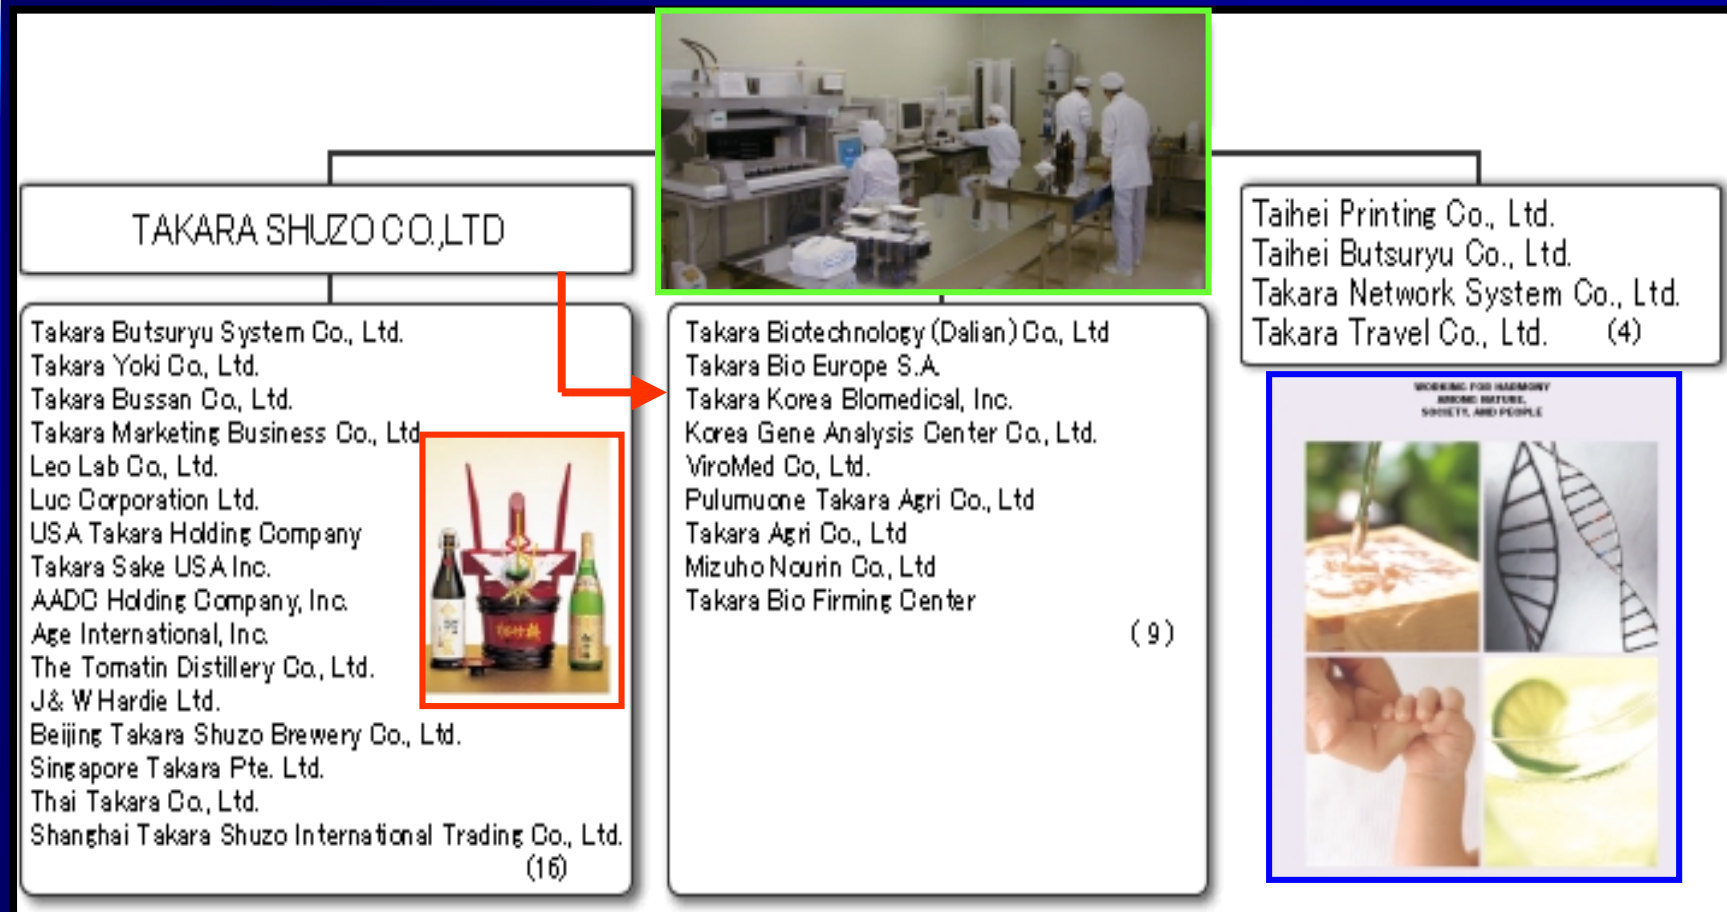 TAKARA SHUZO CO.,LTD
Takara Butsuryu System Co., Ltd.
Takara Yoki Co., Ltd.
Takara Bussan Co., Ltd.
Takara Marketing Business Co., Ltd
Leo Lab Co., Ltd.
Luc Corporation Ltd.
USA Takara Holding Company
Takara Sake USA Inc.
AADC Holding Company, Inc.
Age International, Inc.
The Tomatin Distillery Co., Ltd.
J & W Hardie Ltd.
Beijing Takara Shuzo Brewery Co., Ltd.
Singapore Takara Pte. Ltd.
Thai Takara Co., Ltd.
Shanghai Takara Shuzo International Trading Co., Ltd.
(16)
松竹梅
Takara Biotechnology (Dalian) Co., Ltd
Takara Bio Europe S.A.
Takara Korea Biomedical, Inc.
Korea Gene Analysis Center Co., Ltd.
ViroMed Co, Ltd.
Pulumuone Takara Agri Co., Ltd
Takara Agri Co., Ltd
Mizuho Nourin Co., Ltd
Takara Bio Firming Center
(9)
Taihei Printing Co., Ltd.
Taihei Butsuryu Co., Ltd.
Takara Network System Co., Ltd.
Takara Travel Co., Ltd. (4)
WORKING FOR HARMONY
AMONG NATURE,
SOCIETY, AND PEOPLE